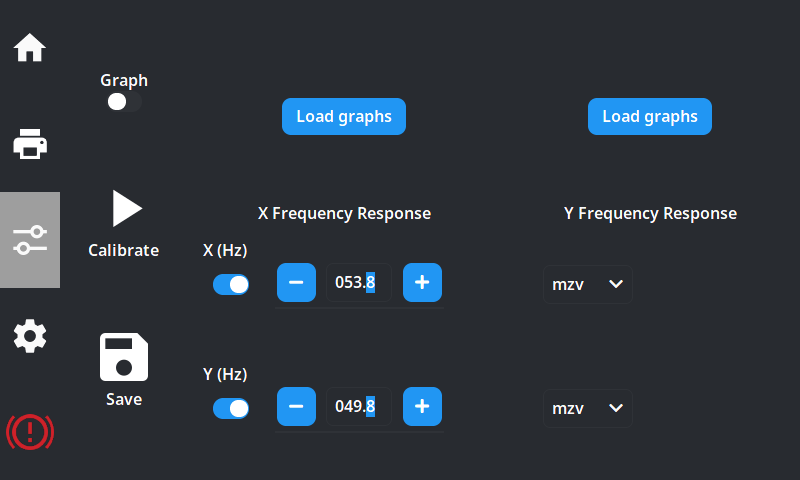 Graph
Load graphs
Load graphs
X Frequency Response
Y Frequency Response
Calibrate
X (Hz)
053.8
mzv
Save
Y (Hz)
049.8
mzv